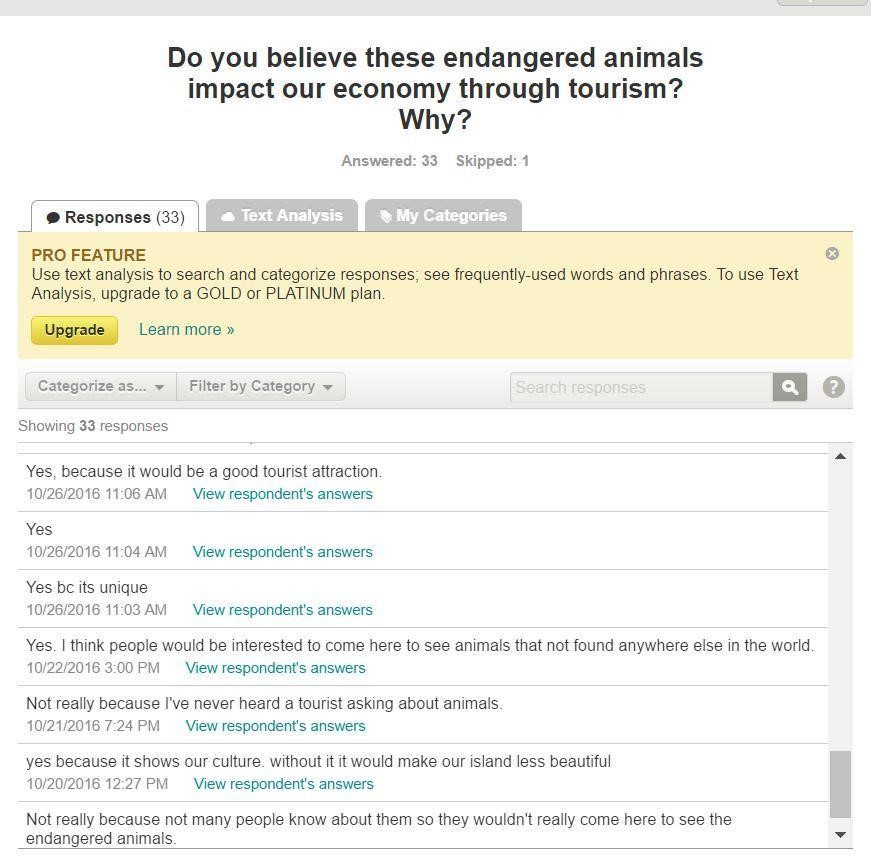 Do you believe these endangered animals
impact our economy through tourism?
Why?
Answered: 33 Skipped: 1
Responses (33) Text Analysis My Categories
PRO FEATURE
Use text analysis to search and categorize responses; see frequently-used words and phrases. To use Text
Analysis, upgrade to a GOLD or PLATINUM plan.
Upgrade Learn more »
Categorize as... Filter by Category Search responses ?
Showing 33 responses
Yes, because it would be a good tourist attraction.
10/26/2016 11:06 AM View respondent's answers
Yes
10/26/2016 11:04 AM View respondent's answers
Yes bc its unique
10/26/2016 11:03 AM View respondent's answers
Yes. I think people would be interested to come here to see animals that not found anywhere else in the world.
10/22/2016 3:00 PM View respondent's answers
Not really because I've never heard a tourist asking about animals.
10/21/2016 7:24 PM View respondent's answers
yes because it shows our culture. without it it would make our island less beautiful
10/20/2016 12:27 PM View respondent's answers
Not really because not many people know about them so they wouldn't really come here to see the
endangered animals.